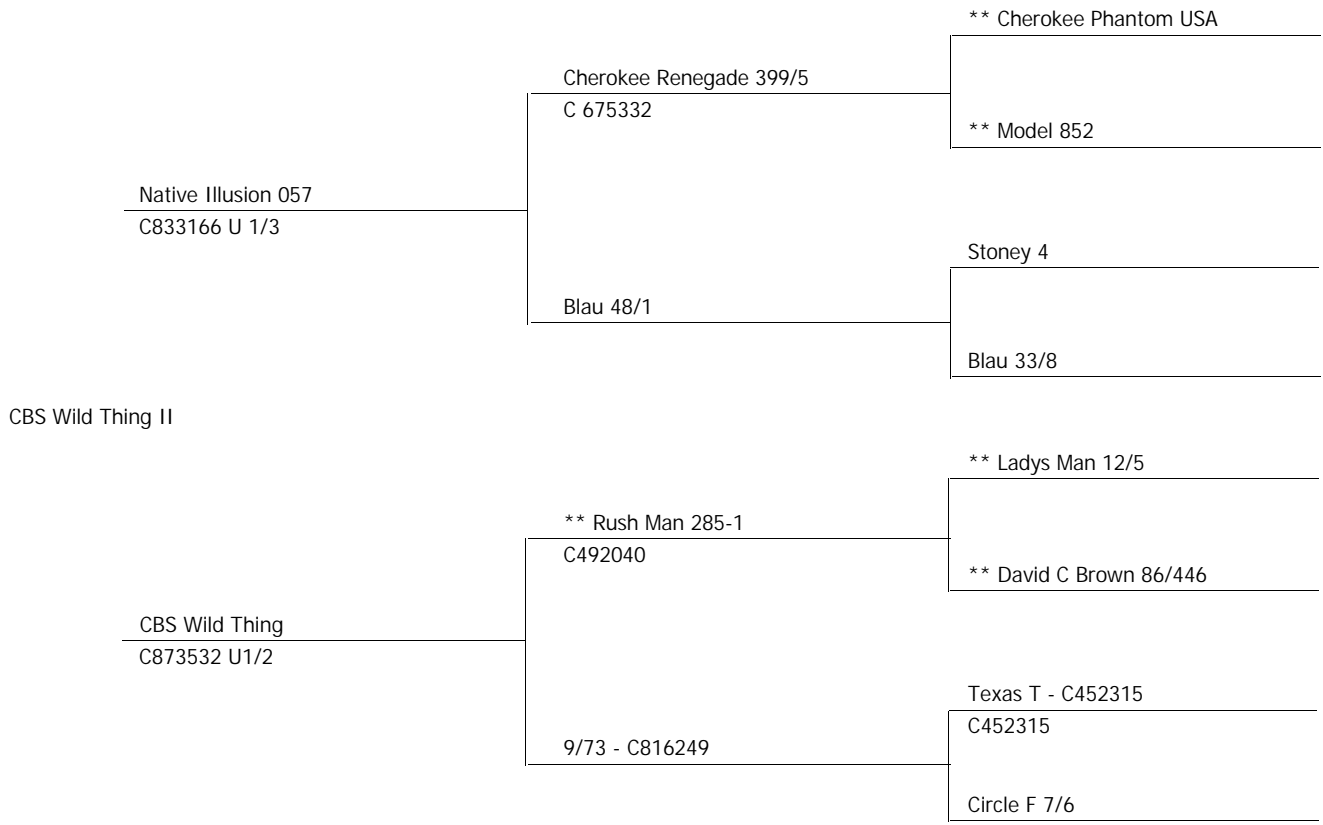 ** Cherokee Phantom USA
Cherokee Renegade 399/5
C 675332
** Model 852
Native Illusion 057
C833166 U 1/3
Stoney 4
Blau 48/1
Blau 33/8
CBS Wild Thing II
** Ladys Man 12/5
** Rush Man 285-1
C492040
** David C Brown 86/446
CBS Wild Thing
C873532 U1/2
Texas T - C452315
C452315
9/73 - C816249
Circle F 7/6